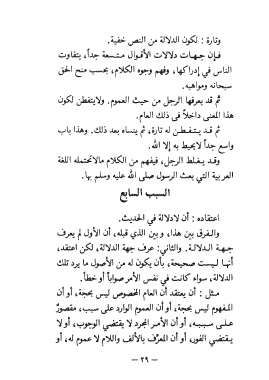 وتارة : لكون الدلالة من النص خفية.
فإن جهات دلالات الأقوال متسعة جداً، يتفاوت
الناس في إدراكها، وفهم وجوه الكلام، بحسب منح الحق
سبحانه ومواهبه.
ثم قد يعرفها الرجل من حيث العموم. ولايتفطن لكون
هذا المعنى داخلاً في ذلك العام.
ثم قد يتفطن له تارة، ثم ينساه بعد ذلك. وهذا باب
واسع جداً لايحيط به إلا الله.
وقد يغلط الرجل، فيفهم من الكلام مالاتحتمله اللغة
العربية التي بعث الرسول صلى الله عليه وسلم بها.
السبب السابع
اعتقاده : أن لادلالة في الحديث.
والفرق بين هذا، وبين الذي قبله، أن الأول لم يعرف
جهة الدلالة. والثاني: عرف جهة الدلالة، لكن اعتقد،
أنها ليست صحيحة، بأن يكون له من الأصول ما يرد تلك
الدلالة، سواء كانت في نفس الأمر صواباً أو خطأ.
مثل : أن يعتقد أن العام المخصوص ليس بحجة، أو أن
المفهوم ليس بحجة، أو أن العموم الوارد على سبب، مقصور
على سببه، أو أن الأمر المجرد لا يقتضي الوجوب، أو لا
يقتضي الفور، أو أن المعرّف بالألف واللام لا عموم له، أو
— ٢٩ —